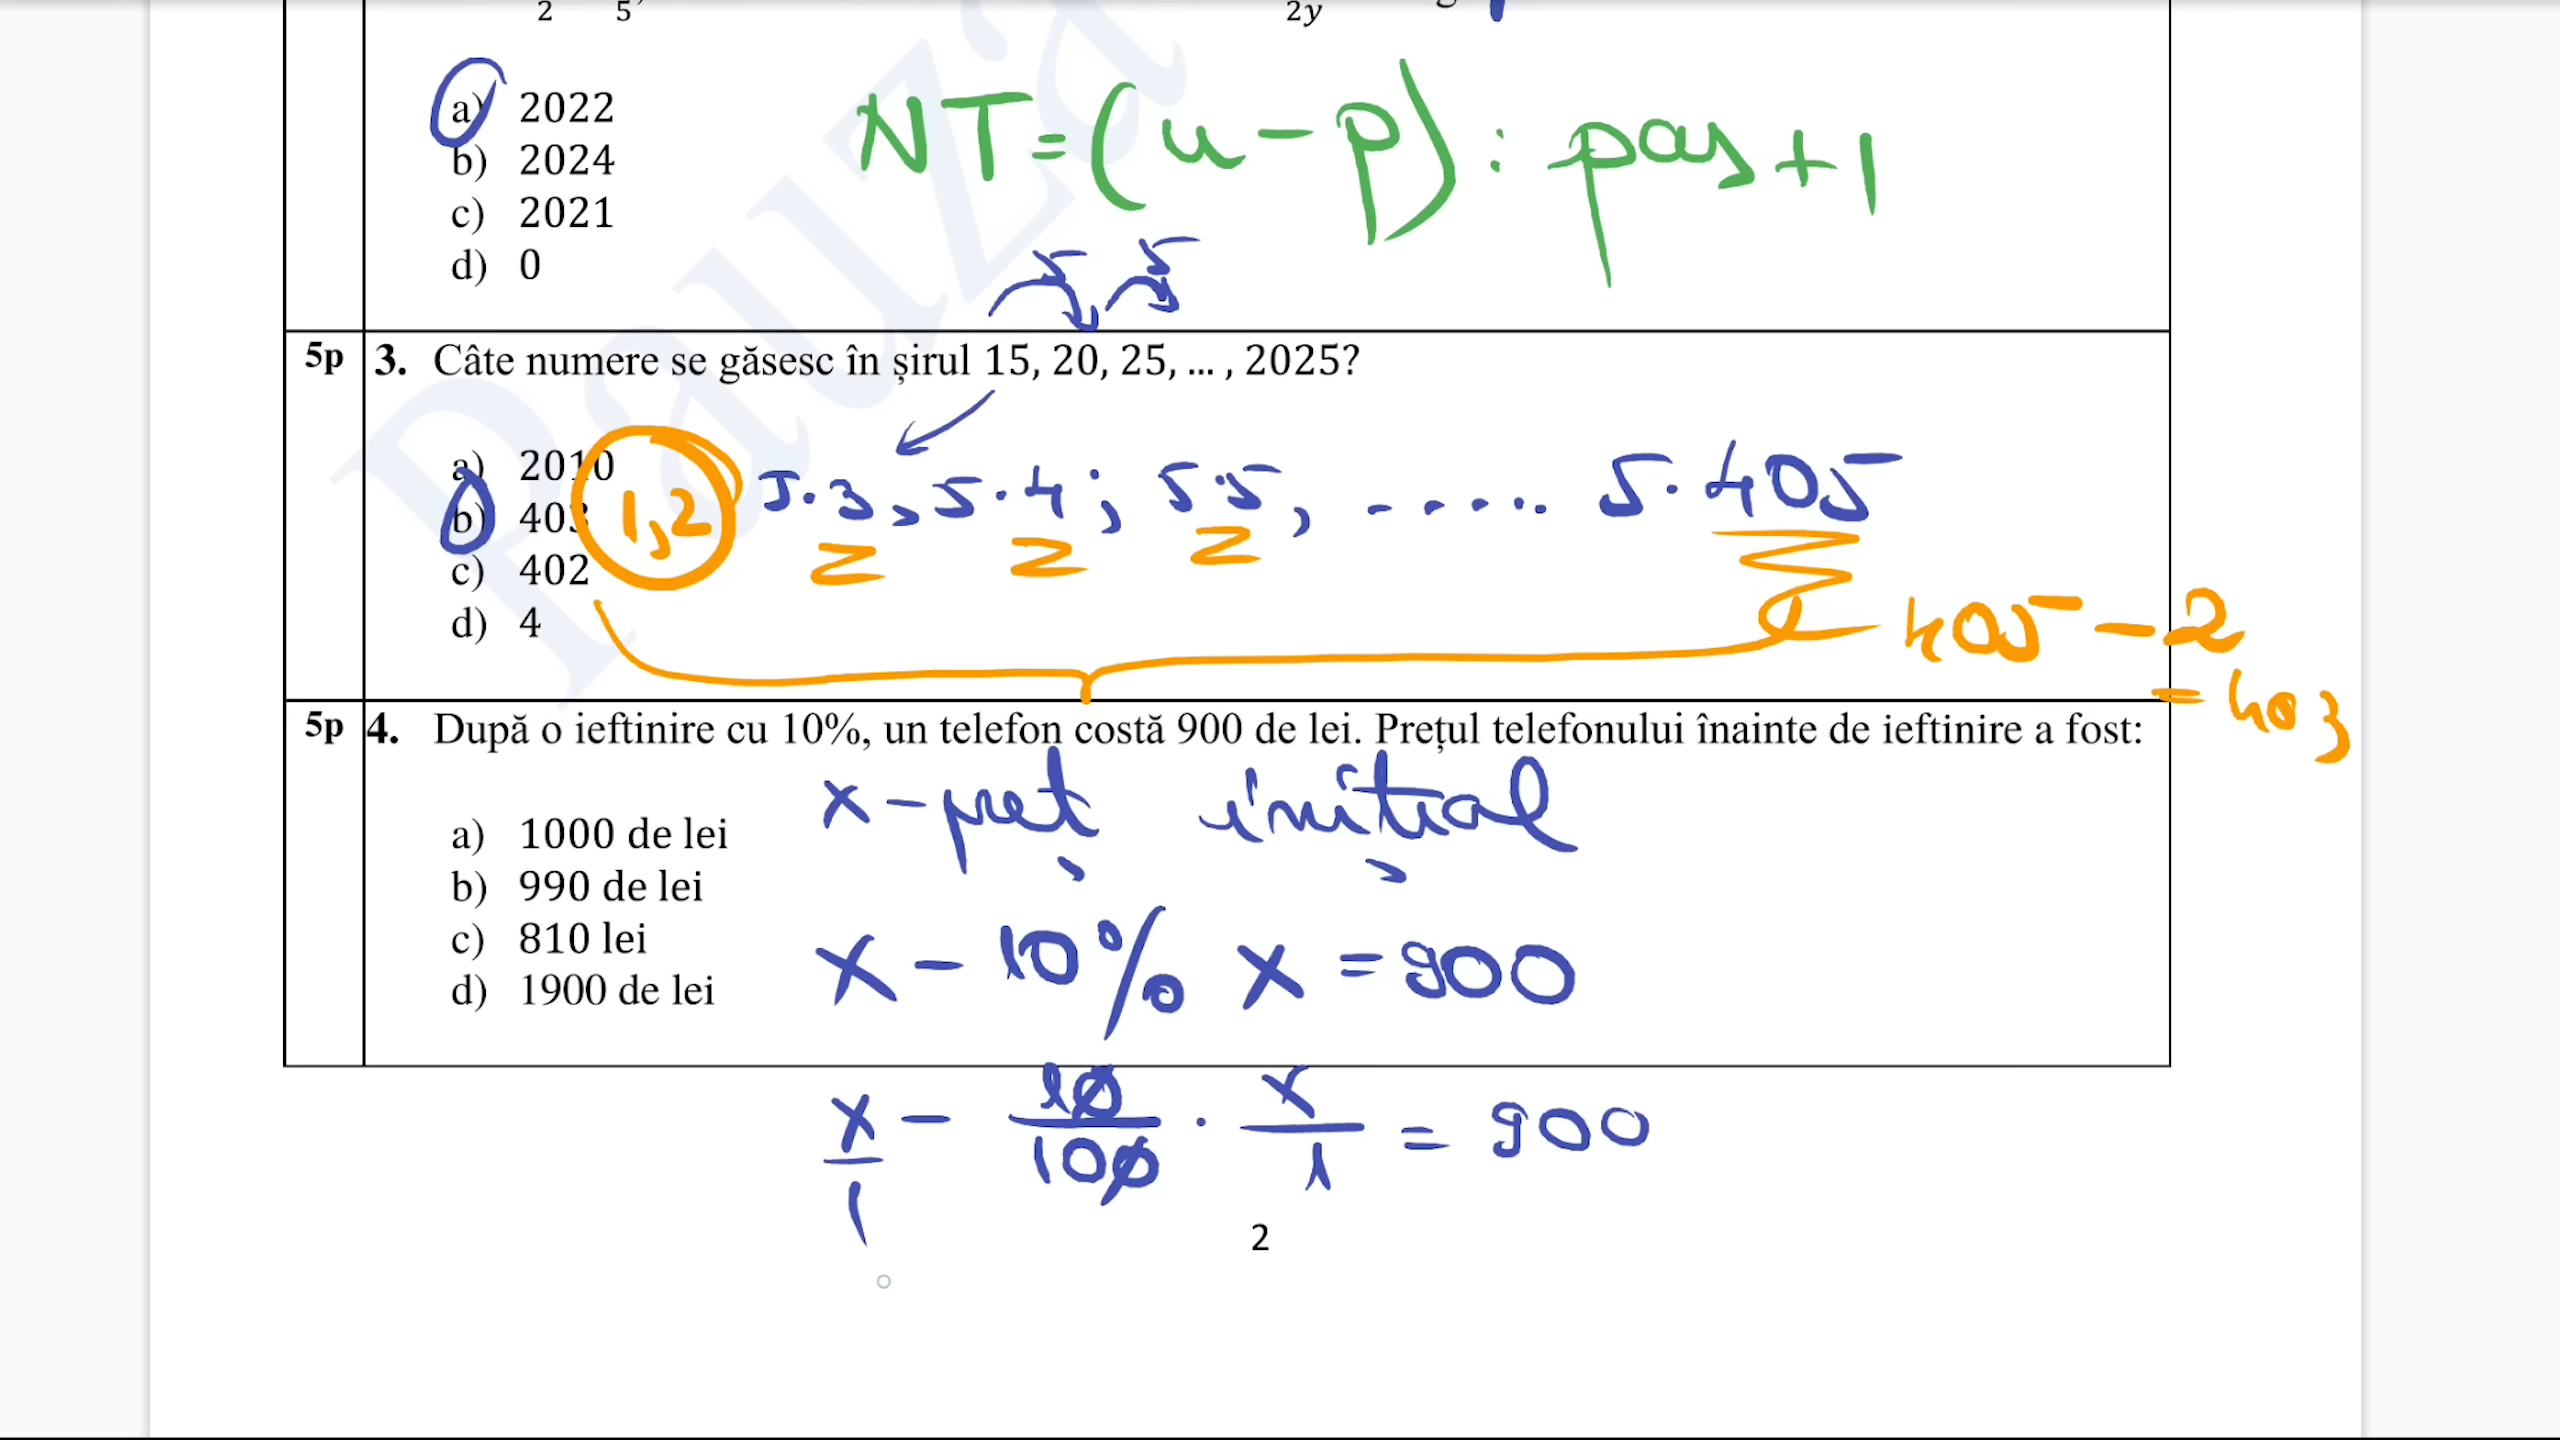 2 5 2y
a) 2022
b) 2024
c) 2021
d) 0
NT = (u - p) : pas + 1
5 5
5p 3. Câte numere se găsesc în șirul 15, 20, 25, … , 2025?
a) 2010
b) 403
c) 402
d) 4
1,2 5·3, 5·4; 5·5, ..... 5·405
405 - 2
= 403
5p 4. După o ieftinire cu 10%, un telefon costă 900 de lei. Prețul telefonului înainte de ieftinire a fost:
a) 1000 de lei
b) 990 de lei
c) 810 lei
d) 1900 de lei
x - preț inițial
x - 10% x = 900
x/1 - 10/100 · x/1 = 900
2
Pauza